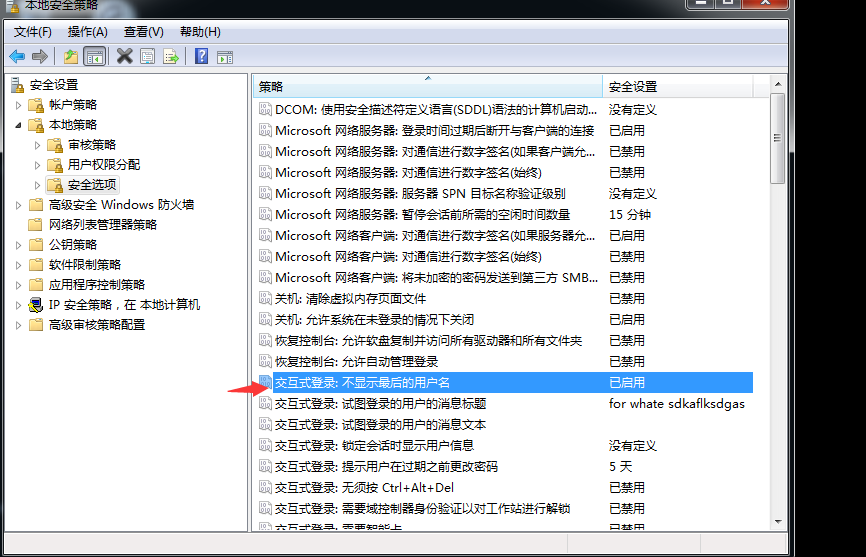 本地安全策略
文件(F) 操作(A) 查看(V) 帮助(H)
安全设置
帐户策略
本地策略
审核策略
用户权限分配
安全选项
高级安全 Windows 防火墙
网络列表管理器策略
公钥策略
软件限制策略
应用程序控制策略
IP 安全策略，在 本地计算机
高级审核策略配置
策略 安全设置
DCOM: 使用安全描述符定义语言(SDDL)语法的计算机启动... 没有定义
Microsoft 网络服务器: 登录时间过期后断开与客户端的连接 已启用
Microsoft 网络服务器: 对通信进行数字签名(如果客户端允... 已禁用
Microsoft 网络服务器: 对通信进行数字签名(始终) 已禁用
Microsoft 网络服务器: 服务器 SPN 目标名称验证级别 没有定义
Microsoft 网络服务器: 暂停会话前所需的空闲时间数量 15 分钟
Microsoft 网络客户端: 对通信进行数字签名(如果服务器允... 已启用
Microsoft 网络客户端: 对通信进行数字签名(始终) 已禁用
Microsoft 网络客户端: 将未加密的密码发送到第三方 SMB... 已禁用
关机: 清除虚拟内存页面文件 已禁用
关机: 允许系统在未登录的情况下关闭 已启用
恢复控制台: 允许软盘复制并访问所有驱动器和所有文件夹 已禁用
恢复控制台: 允许自动管理登录 已禁用
交互式登录: 不显示最后的用户名 已启用
交互式登录: 试图登录的用户的消息标题 for whate sdkaflksdgas
交互式登录: 试图登录的用户的消息文本
交互式登录: 锁定会话时显示用户信息 没有定义
交互式登录: 提示用户在过期之前更改密码 5 天
交互式登录: 无须按 Ctrl+Alt+Del 已禁用
交互式登录: 需要域控制器身份验证以对工作站进行解锁 已禁用
交互式登录: 需要智能卡 已禁用